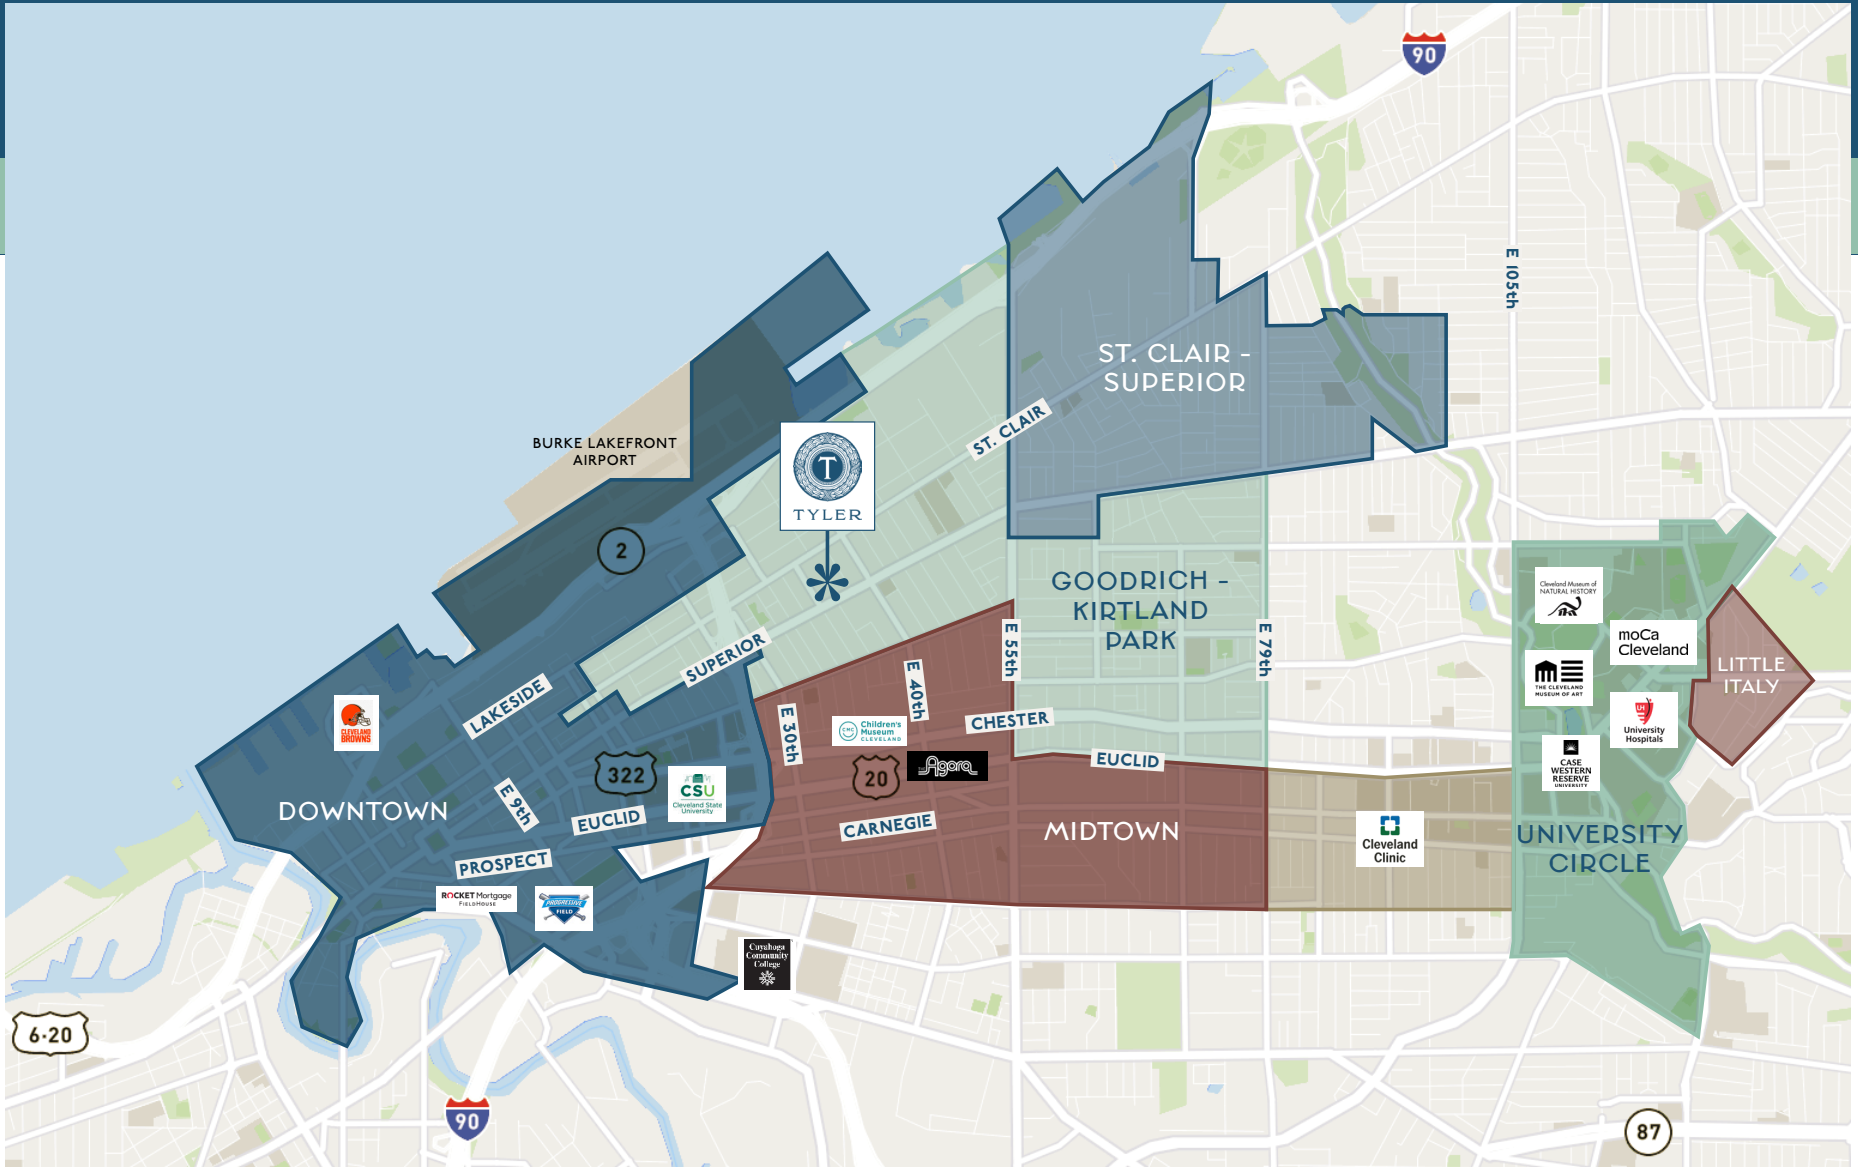 90
E 105th
ST. CLAIR -
SUPERIOR
BURKE LAKEFRONT
AIRPORT
ST. CLAIR
T
TYLER
2
GOODRICH -
KIRTLAND
PARK
Cleveland Museum of
NATURAL HISTORY
moCa
Cleveland
THE CLEVELAND
MUSEUM OF ART
LITTLE
ITALY
UH
University
Hospitals
CASE
WESTERN
RESERVE
UNIVERSITY
UNIVERSITY
CIRCLE
SUPERIOR
E 55th
E 79th
E 40th
LAKESIDE
CLEVELAND
BROWNS
E 30th
CMC
Children's
Museum
CLEVELAND
CHESTER
EUCLID
20
Agora
322
CSU
Cleveland State
University
E 9th
DOWNTOWN
EUCLID
CARNEGIE
MIDTOWN
Cleveland
Clinic
PROSPECT
ROCKET Mortgage
FIELDHOUSE
PROGRESSIVE
FIELD
Cuyahoga
Community
College
6·20
90
87